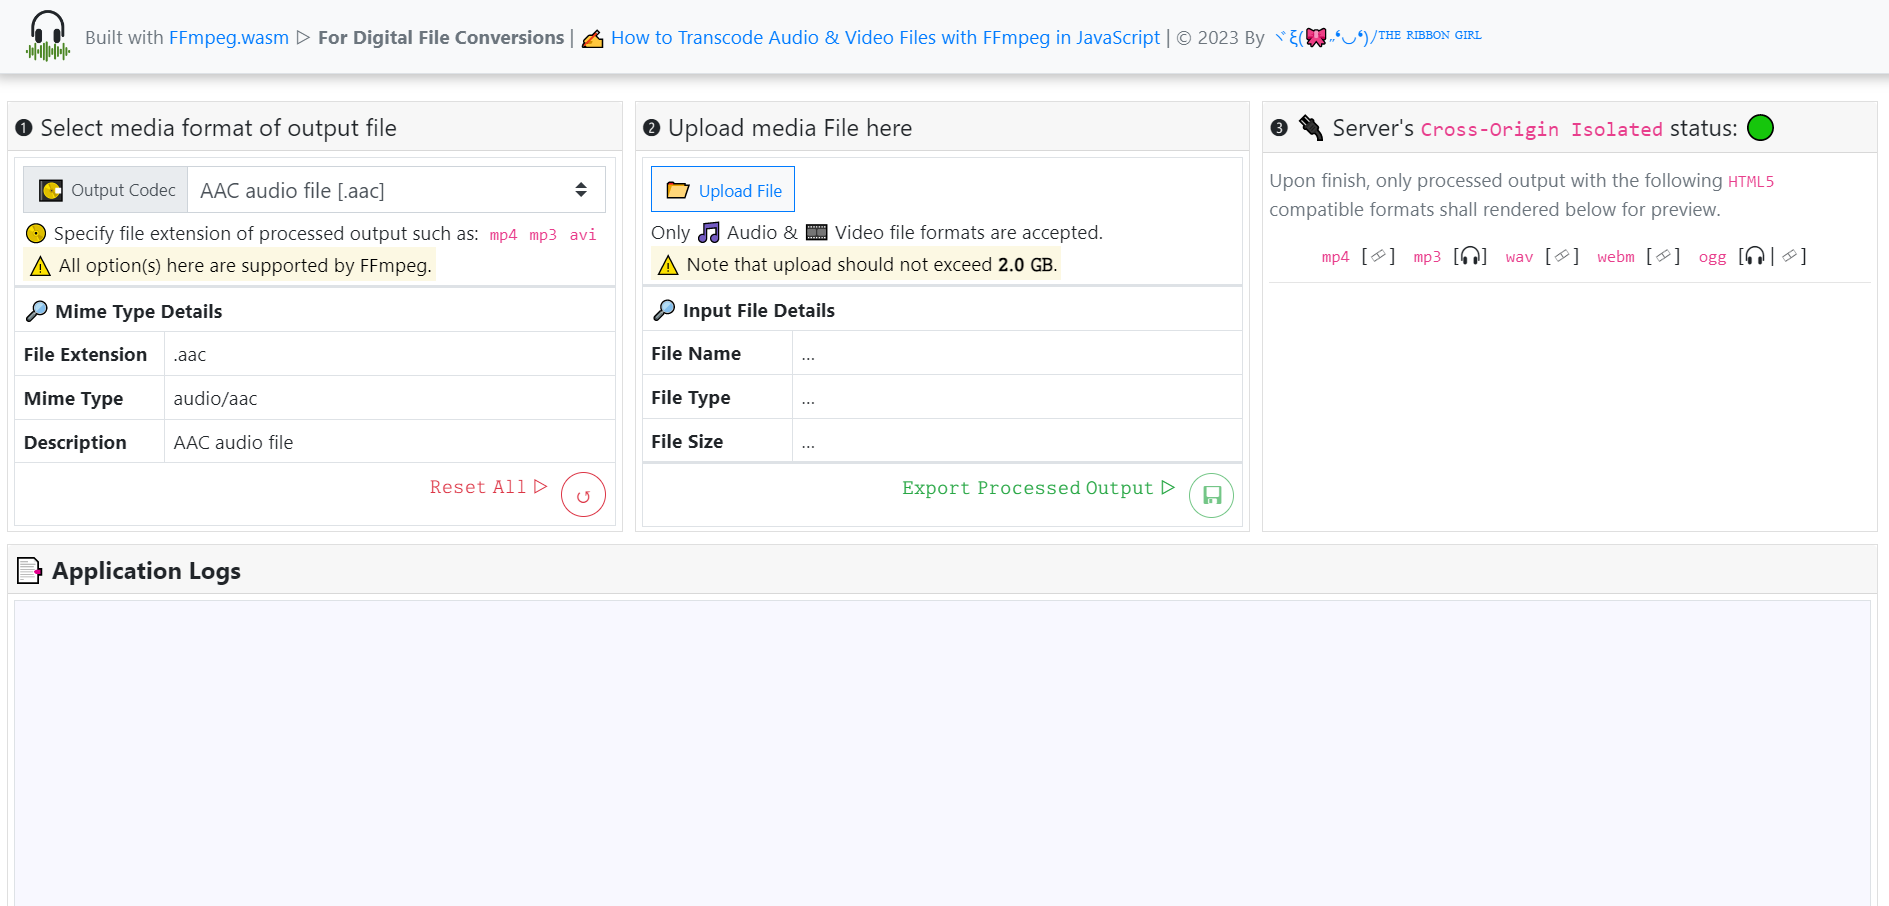 Built with FFmpeg.wasm ▷ For Digital File Conversions | ✍ How to Transcode Audio & Video Files with FFmpeg in JavaScript | © 2023 By ヾξ(🎀˶❛◡❛)ﾉᵀᴴᴱ ᴿᴵᴮᴮᴼᴺ ᴳᴵᴿᴸ
❶ Select media format of output file
Output Codec AAC audio file [.aac]
Specify file extension of processed output such as: mp4 mp3 avi
⚠ All option(s) here are supported by FFmpeg.
🔎 Mime Type Details
File Extension .aac
Mime Type audio/aac
Description AAC audio file
Reset All ▷ ↺
❷ Upload media File here
📂 Upload File
Only 🎵 Audio & 🎞 Video file formats are accepted.
⚠ Note that upload should not exceed 2.0 GB.
🔎 Input File Details
File Name ...
File Type ...
File Size ...
Export Processed Output ▷
❸ 🔌 Server's Cross-Origin Isolated status: 🟢
Upon finish, only processed output with the following HTML5
compatible formats shall rendered below for preview.
mp4 [📹] mp3 [🎧] wav [📹] webm [📹] ogg [🎧|📹]
📑 Application Logs